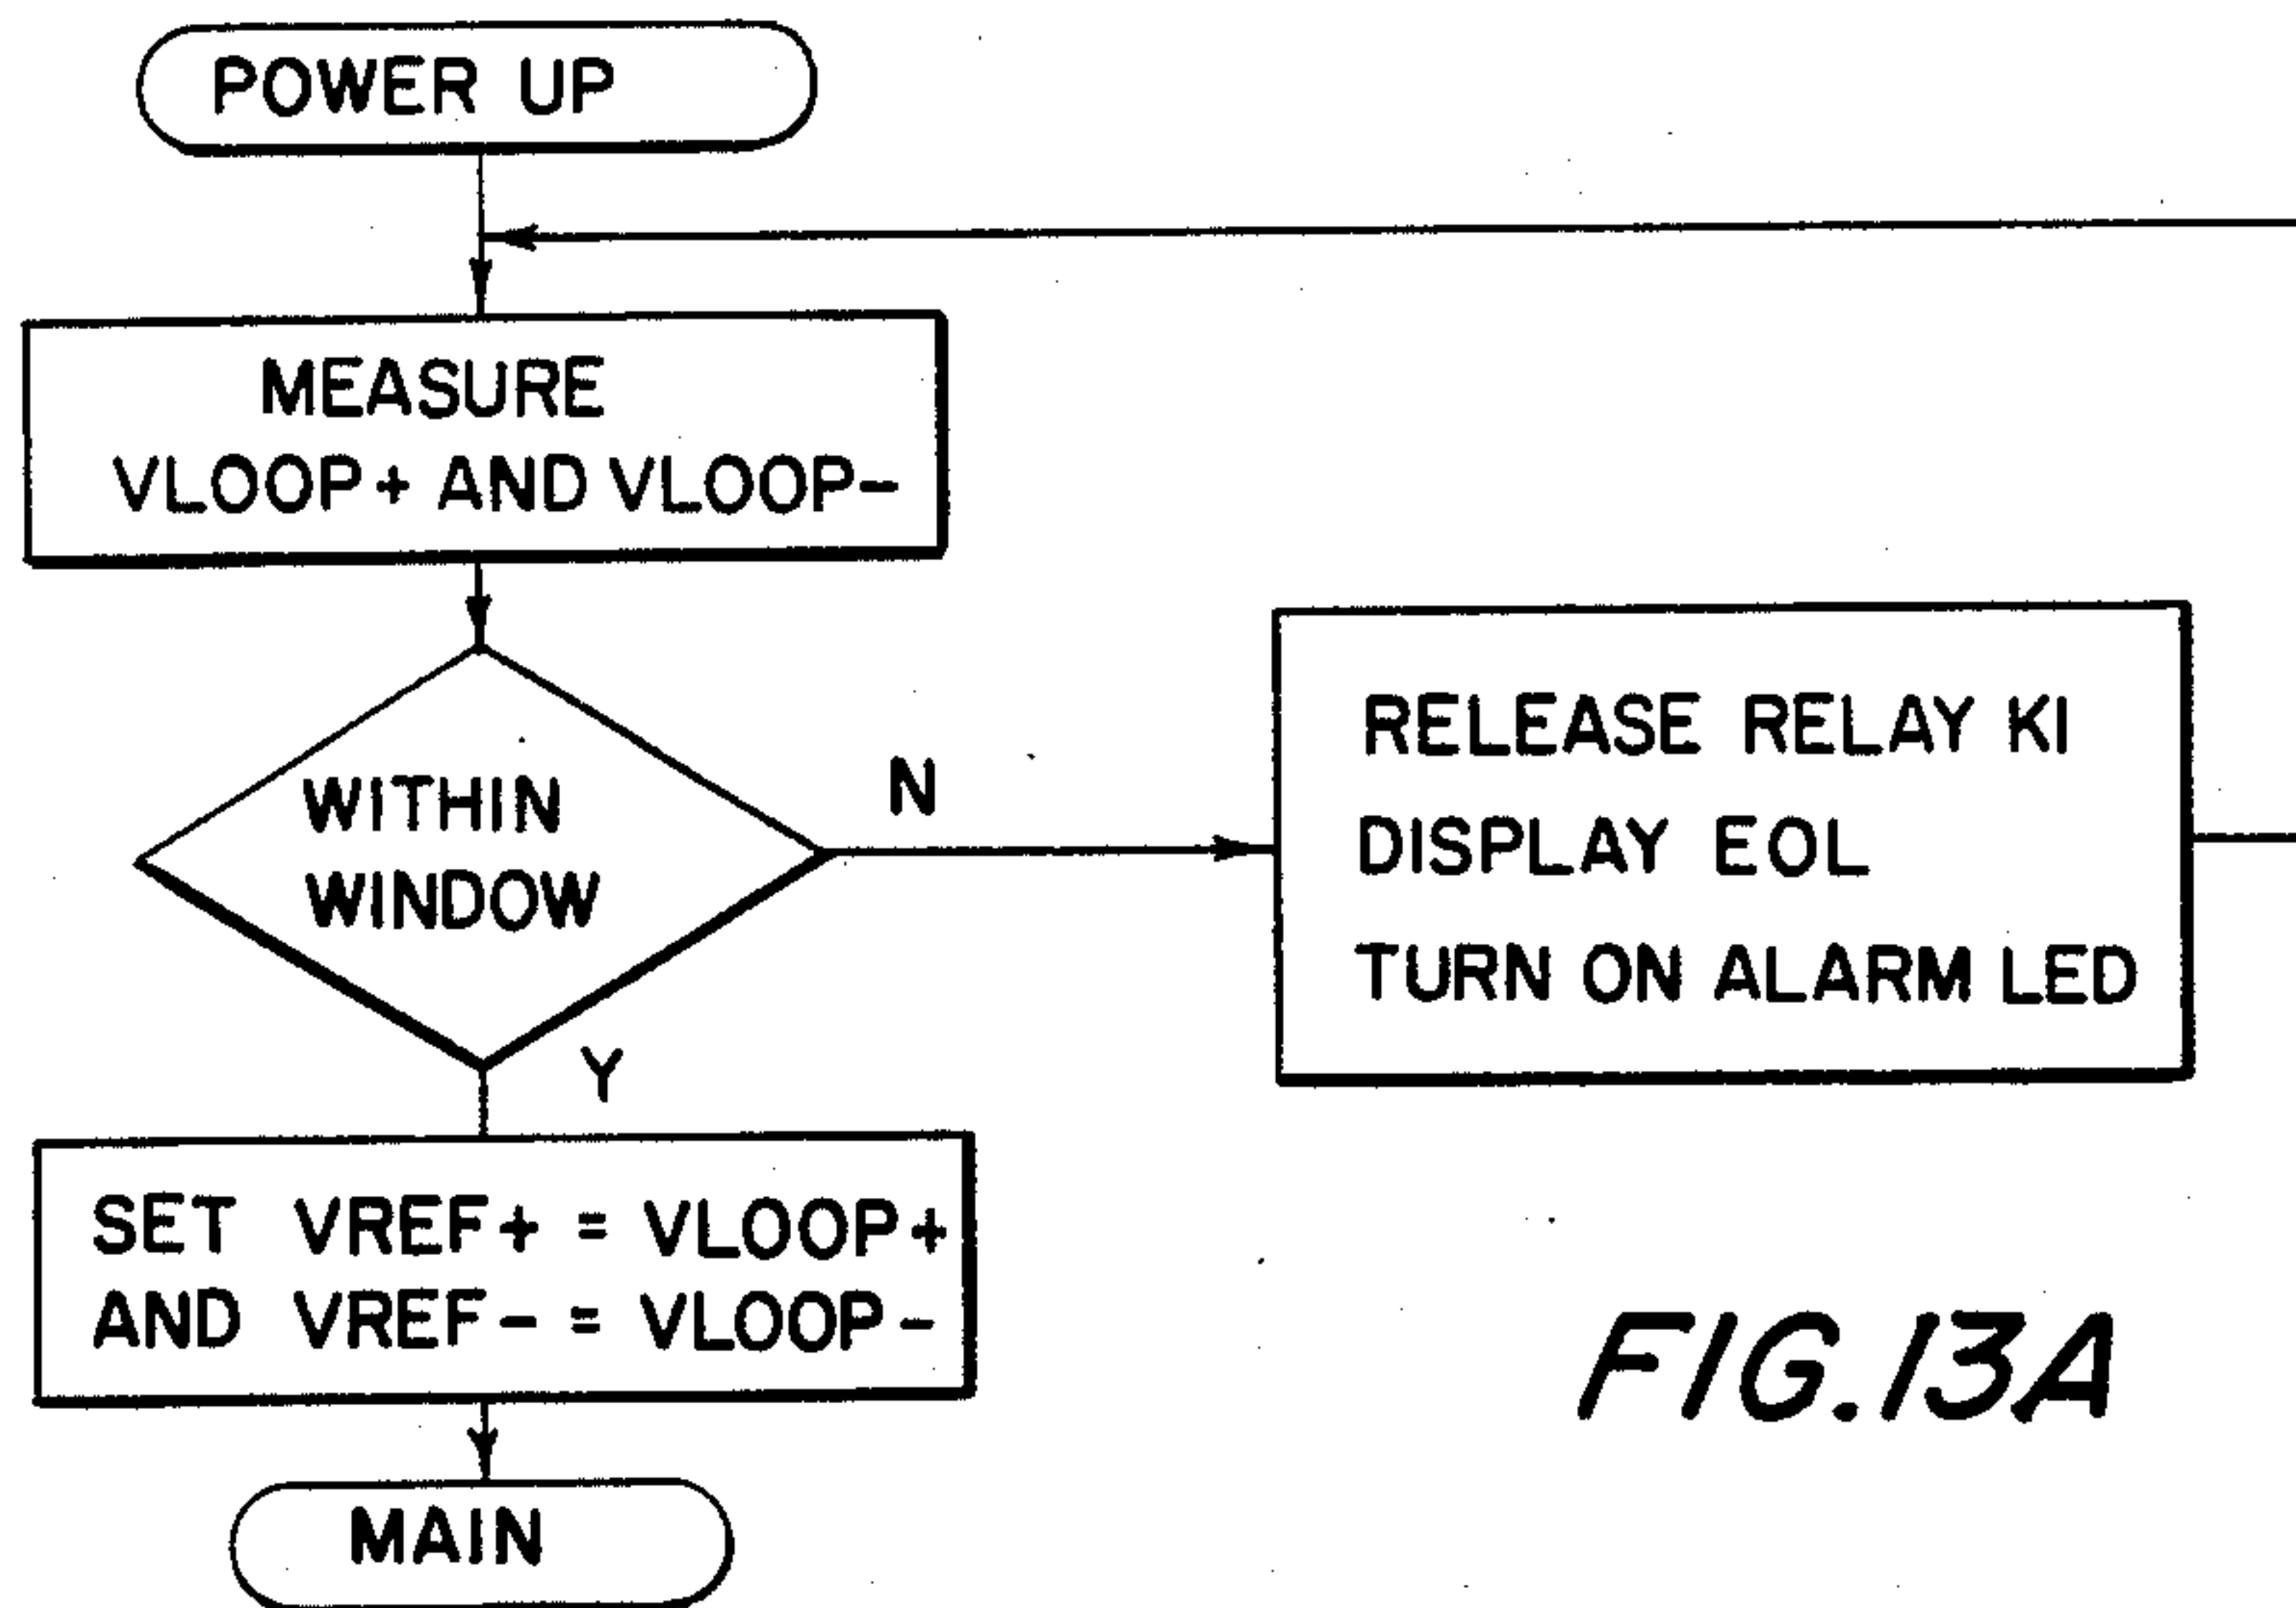 POWER UP
MEASURE
VLOOP+ AND VLOOP-
WITHIN
WINDOW
N
RELEASE RELAY KI
DISPLAY EOL
TURN ON ALARM LED
Y
SET VREF+ = VLOOP+
AND VREF- = VLOOP-
MAIN
FIG.13A